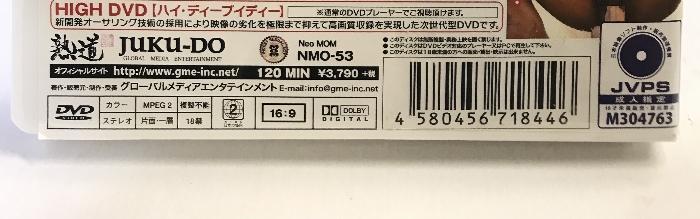 HIGH DVD [ハイ・ディーブイディー]
※通常のDVDプレーヤーでご視聴頂けます。
新開発オーサリング技術の採用により映像の劣化を極限まで抑えて高画質収録を実現した次世代型DVDです。
熟道 JUKU-DO
GLOBAL MEDIA ENTERTAINMENT
Neo MOM
NMO-53
オフィシャルサイト http://www.gme-inc.net/
120 MIN ¥3,790 +税
著作・販売元・制作・受審 グローバルメディアエンタテインメント E-mail:info@gme-inc.net
DVD VIDEO
カラー MPEG 2 複製不能
ステレオ 片面・一層 18禁
2
16:9
DOLBY DIGITAL
4 580456 718446
JVPS
成人指定
M304763